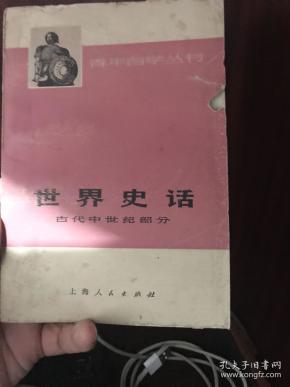 青年自学丛书
世界史话
古代中世纪部分
上海人民出版社
孔夫子旧书网